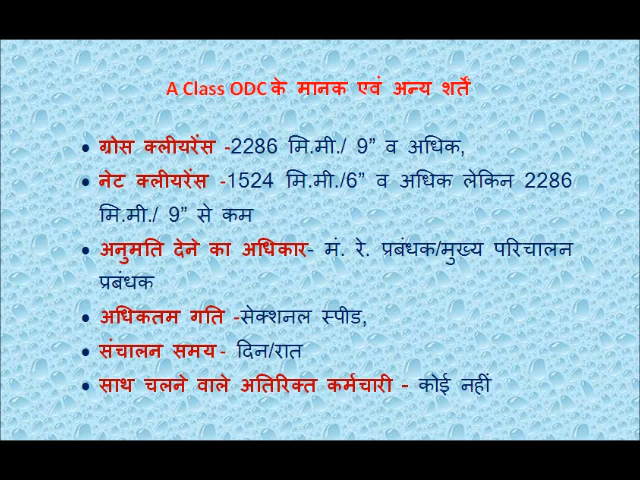 A Class ODC के मानक एवं अन्य शर्तें
• ग्रोस क्लीयरेंस -2286 मि.मी./ 9” व अधिक,
• नेट क्लीयरेंस -1524 मि.मी./6” व अधिक लेकिन 2286
मि.मी./ 9” से कम
• अनुमति देने का अधिकार- मं. रे. प्रबंधक/मुख्य परिचालन
प्रबंधक
• अधिकतम गति -सेक्शनल स्पीड,
• संचालन समय - दिन/रात
• साथ चलने वाले अतिरिक्त कर्मचारी - कोई नहीं